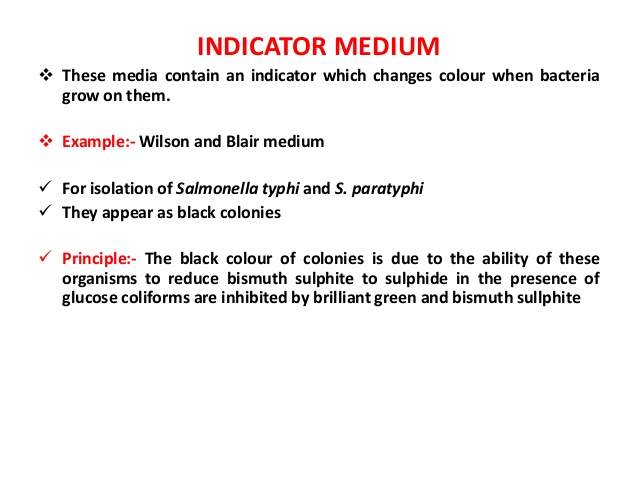 INDICATOR MEDIUM
❖ These media contain an indicator which changes colour when bacteria
grow on them.
❖ Example:- Wilson and Blair medium
✓ For isolation of Salmonella typhi and S. paratyphi
✓ They appear as black colonies
✓ Principle:- The black colour of colonies is due to the ability of these
organisms to reduce bismuth sulphite to sulphide in the presence of
glucose coliforms are inhibited by brilliant green and bismuth sullphite